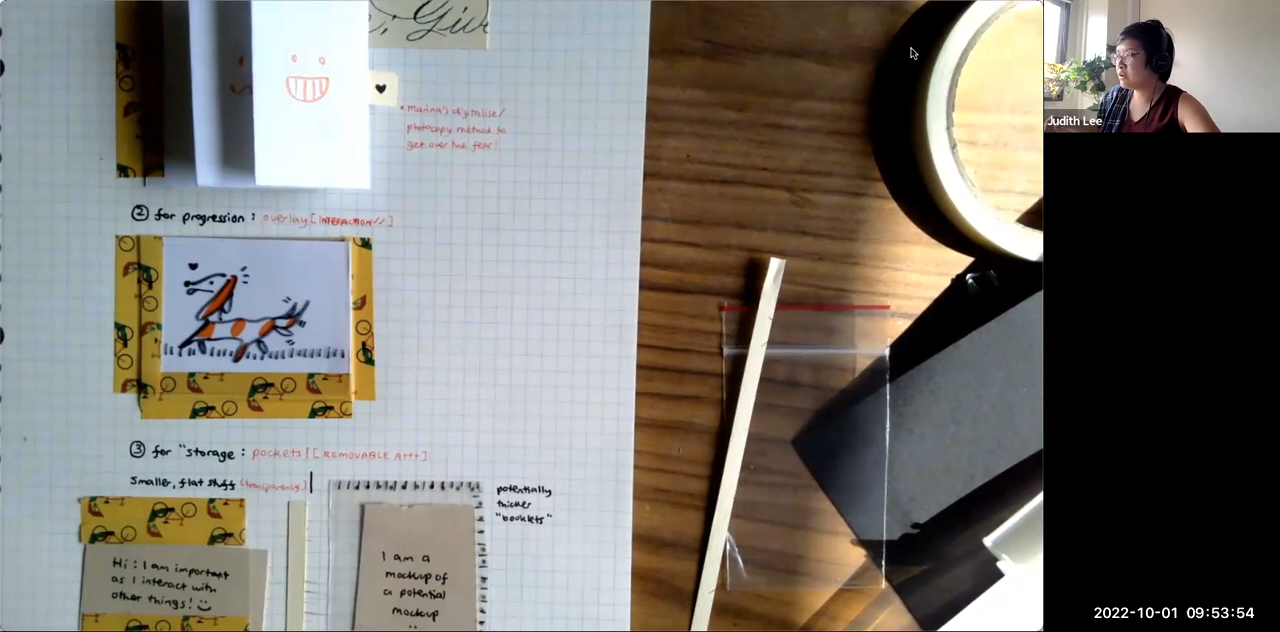 ; Give
* Marina's digitalise/
photocopy method to
get over the fear!
② for progression : overlay [INTERACTION!!]
③ for "storage : pockets! [REMOVABLE Att+]
smaller, flat stuff (transparency)
potentially
thicker
"booklets"
Hi : I am important
as I interact with
other things! :)
I am a
mockup of
a potential
mockup
Judith Lee
2022-10-01 09:53:54